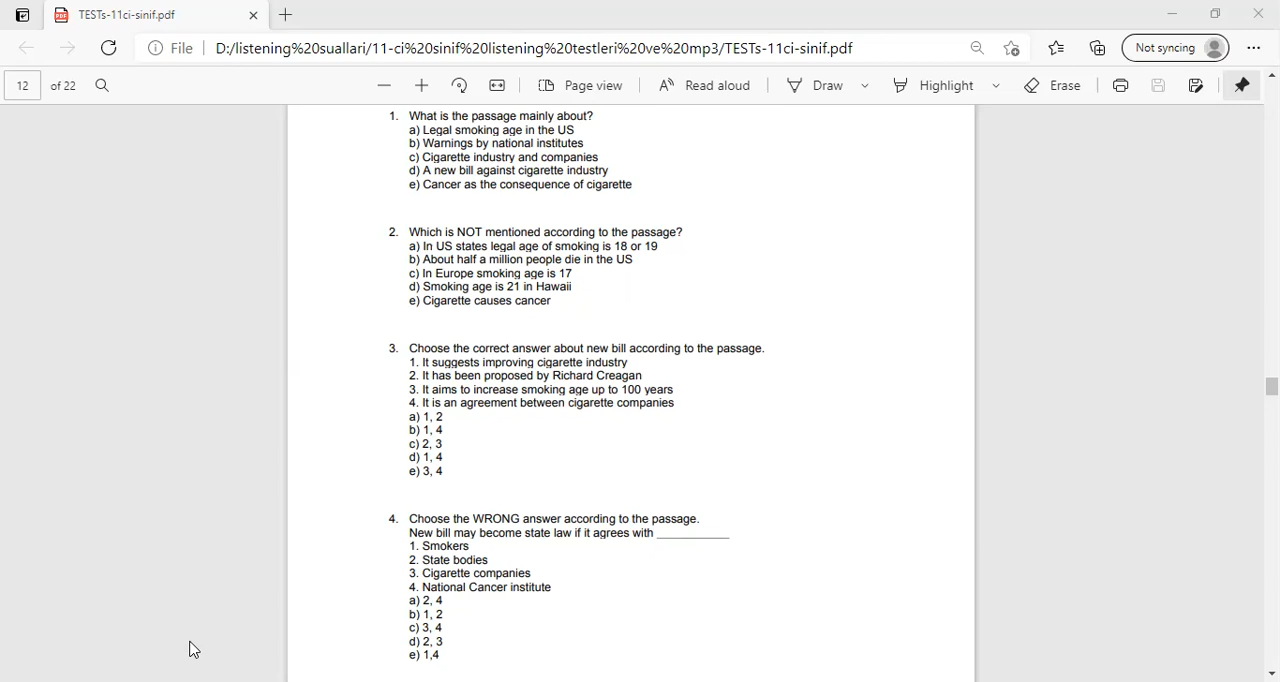 TESTs-11ci-sinif.pdf
File
D:/listening%20suallari/11-ci%20sinif%20listening%20testleri%20ve%20mp3/TESTs-11ci-sinif.pdf
Not syncing
12 of 22
Page view
Read aloud
Draw
Highlight
Erase
1. What is the passage mainly about?
a) Legal smoking age in the US
b) Warnings by national institutes
c) Cigarette industry and companies
d) A new bill against cigarette industry
e) Cancer as the consequence of cigarette
2. Which is NOT mentioned according to the passage?
a) In US states legal age of smoking is 18 or 19
b) About half a million people die in the US
c) In Europe smoking age is 17
d) Smoking age is 21 in Hawaii
e) Cigarette causes cancer
3. Choose the correct answer about new bill according to the passage.
1. It suggests improving cigarette industry
2. It has been proposed by Richard Creagan
3. It aims to increase smoking age up to 100 years
4. It is an agreement between cigarette companies
a) 1, 2
b) 1, 4
c) 2, 3
d) 1, 4
e) 3, 4
4. Choose the WRONG answer according to the passage.
New bill may become state law if it agrees with ___________
1. Smokers
2. State bodies
3. Cigarette companies
4. National Cancer institute
a) 2, 4
b) 1, 2
c) 3, 4
d) 2, 3
e) 1,4